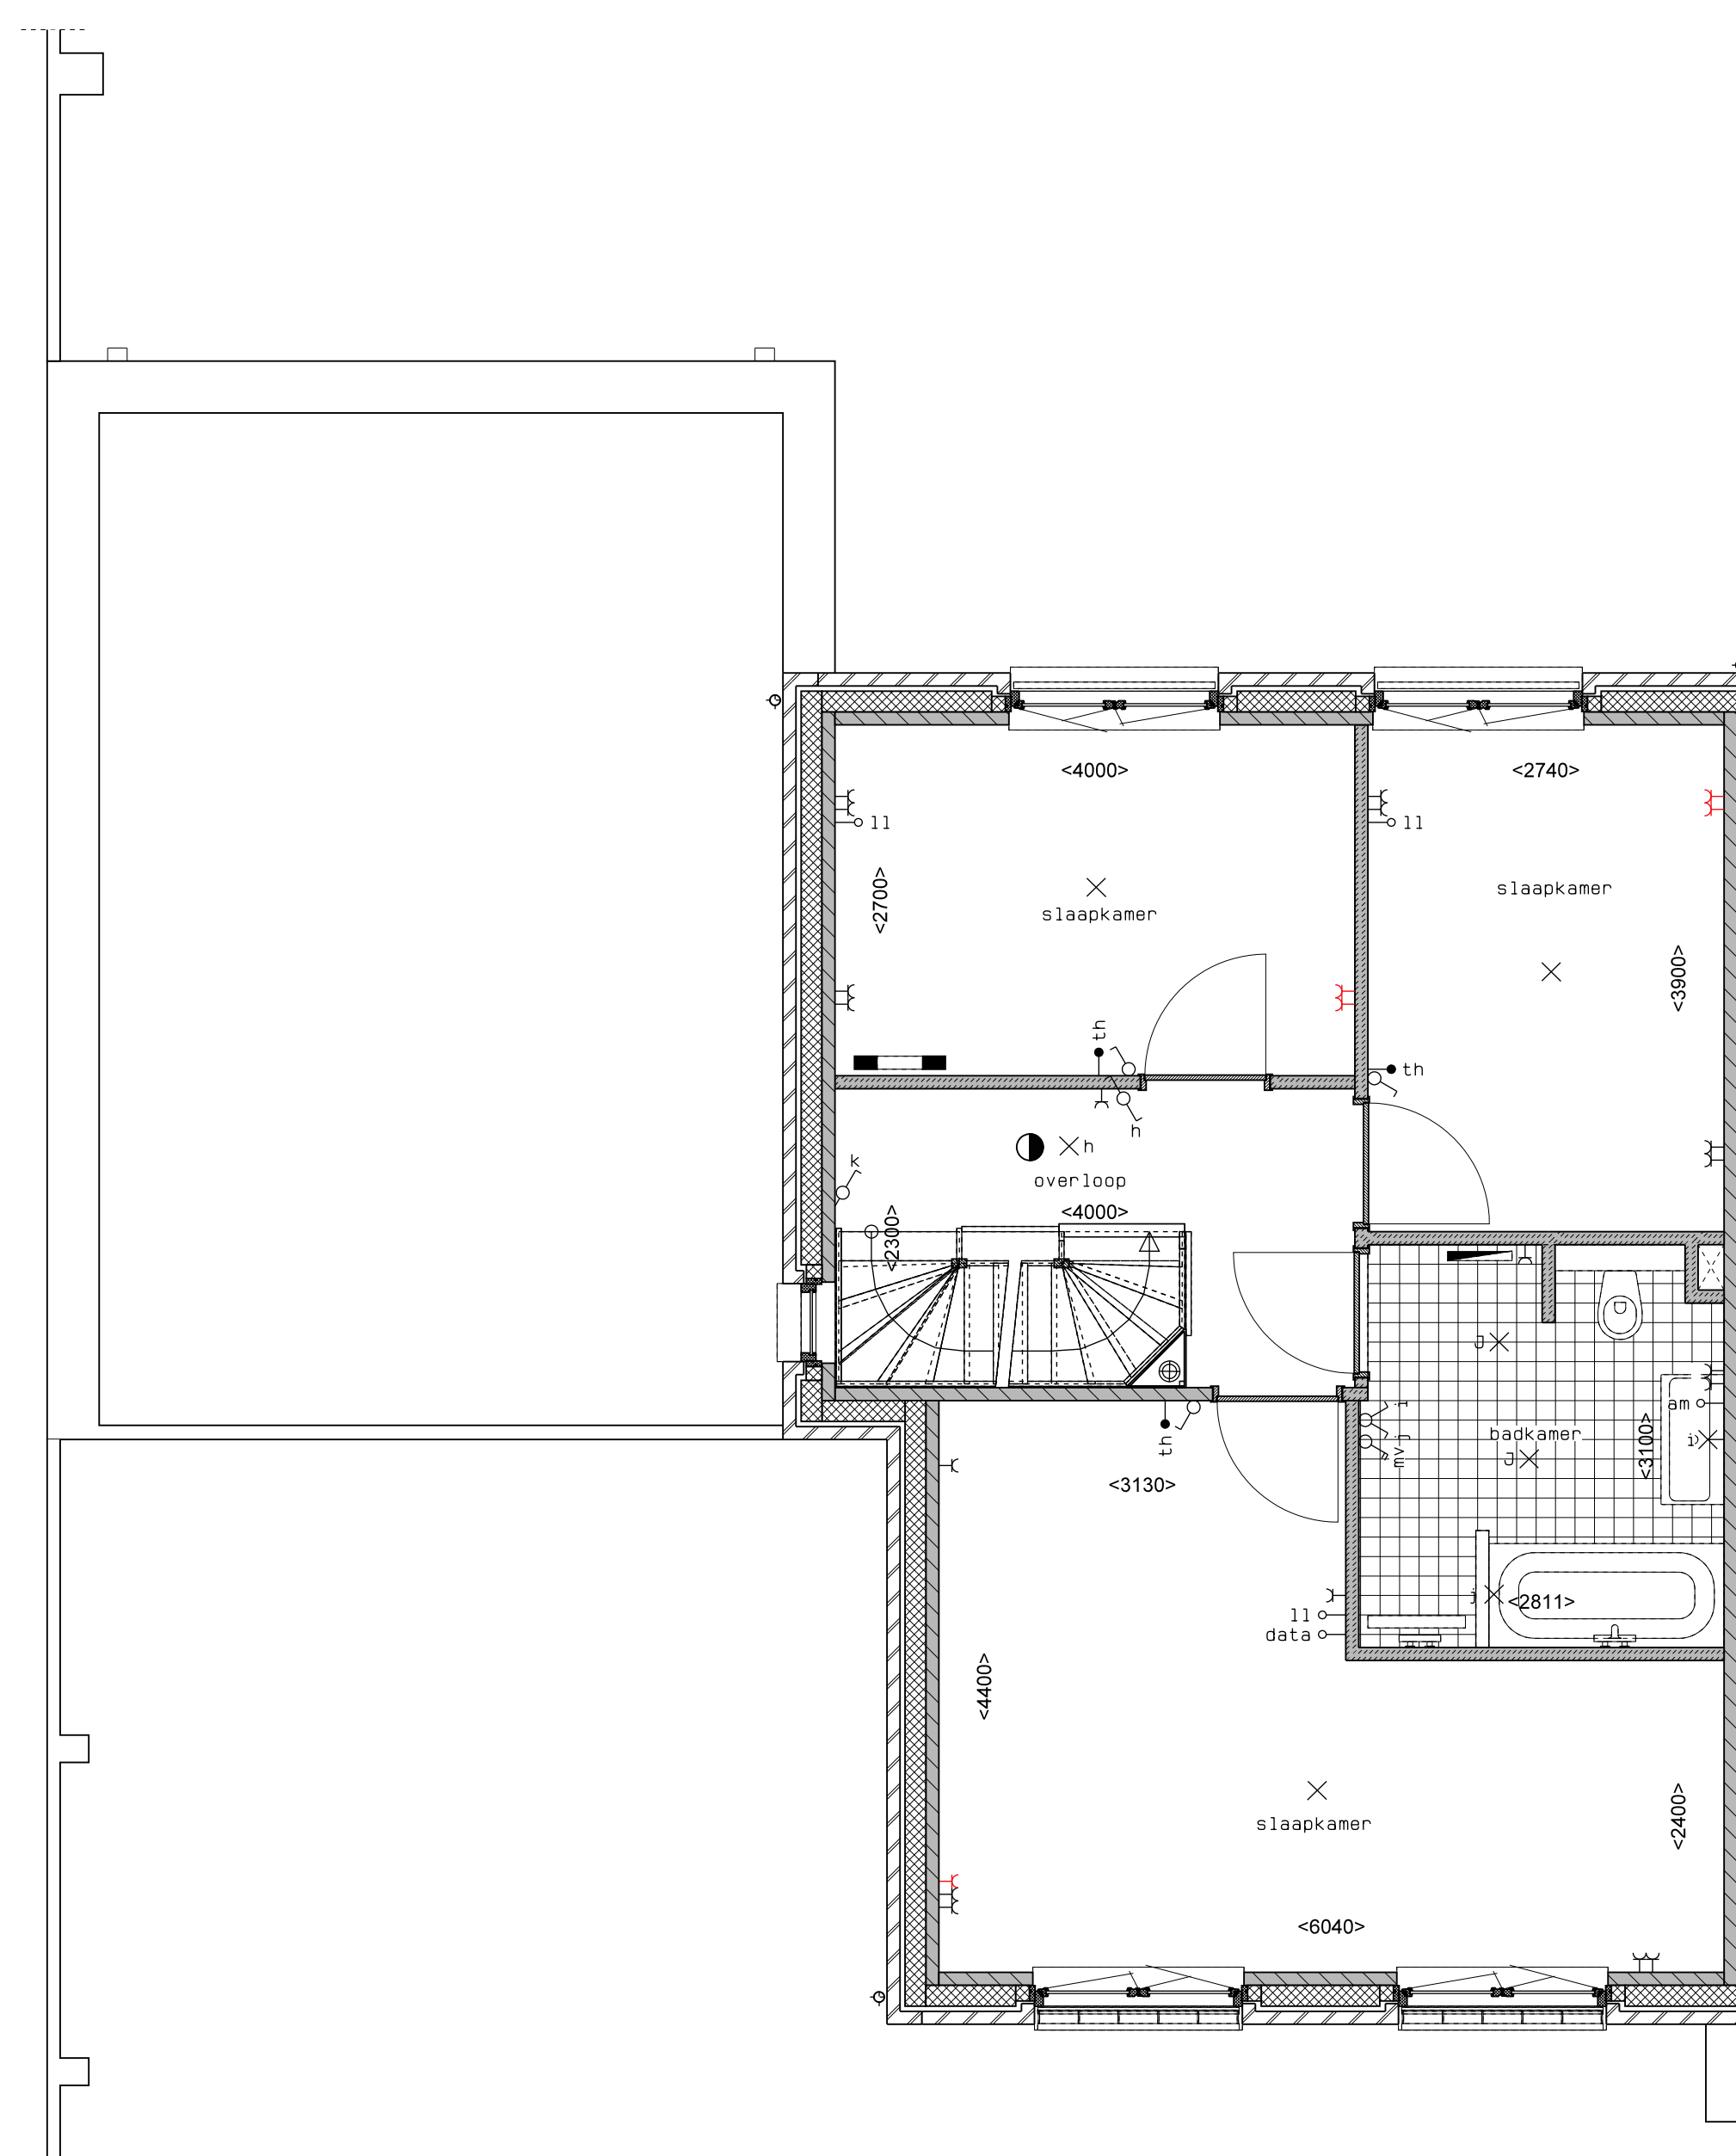 <4000>
<2740>
ll
ll
<2700>
slaapkamer
slaapkamer
<3900>
th
th
h
h
k
overloop
<4000>
<2300>
J
am
i
badkamer
i
J
mv-j
<3100>
th
<3130>
j
<2811>
ll
data
<4400>
slaapkamer
<2400>
<6040>